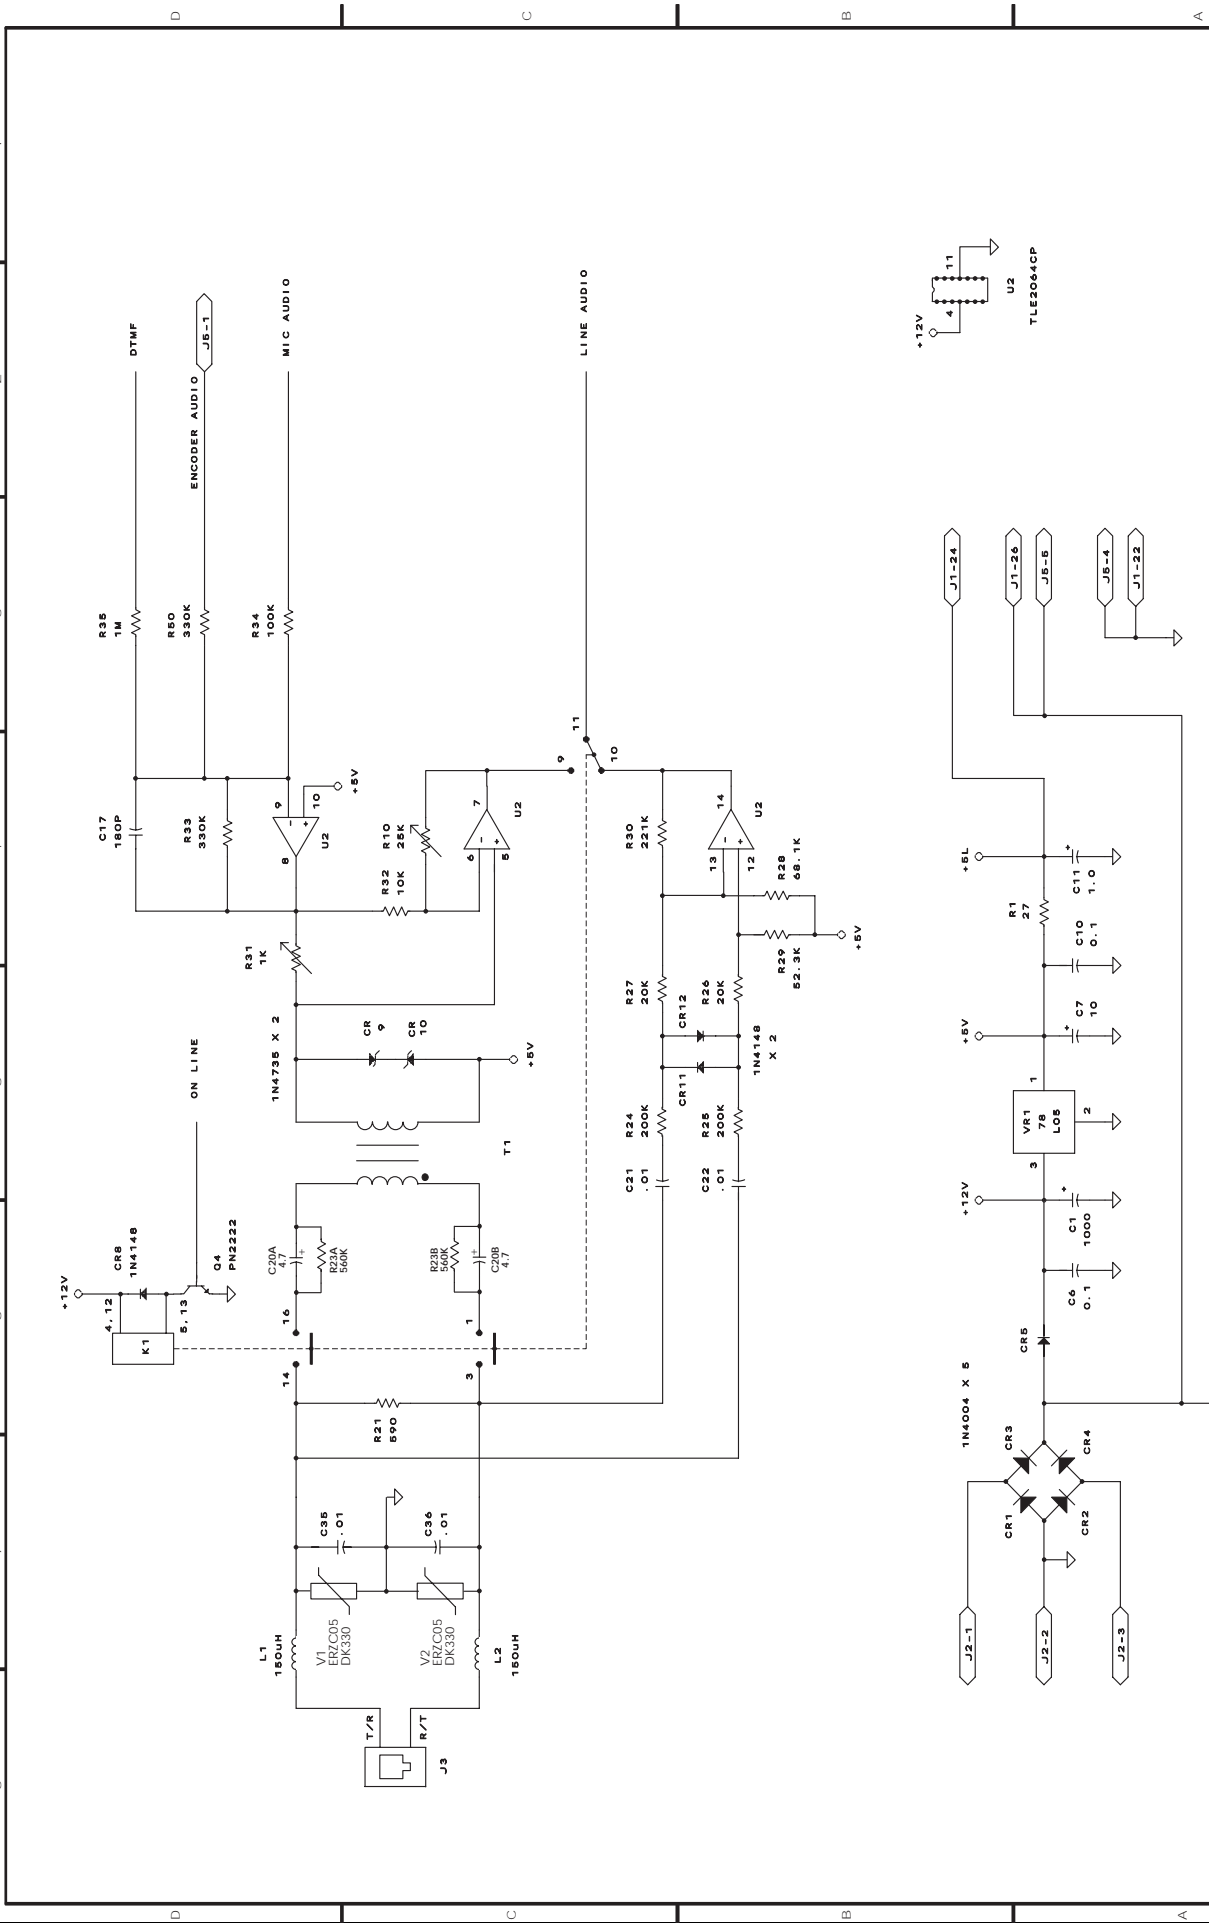 D
C
B
A
DTMF
J5-1
ENCODER AUDIO
MIC AUDIO
LINE AUDIO
+12V
4
11
U2
TLE2064CP
R35
1M
R50
330K
R34
100K
J1-24
J1-26
J5-5
J5-4
J1-22
C17
180P
R33
330K
9
10
8
U2
+5V
R10
25K
R32
10K
6
5
7
U2
9
10
11
R30
221K
13
12
14
U2
R28
68.1K
R29
52.3K
+5V
R31
1K
R27
20K
R26
20K
CR12
CR11
1N4148
X 2
+5L
C11
1.0
R1
27
C10
0.1
+5V
C7
10
ON LINE
1N4735 X 2
CR
9
CR
10
+5V
T1
R24
200K
R25
200K
C21
.01
C22
.01
1
VR1
78
L05
2
3
+12V
C1
1000
C6
0.1
+12V
CR8
1N4148
Q4
PN2222
4,12
5,13
K1
C20A
4.7
R23A
560K
R23B
560K
C20B
4.7
16
14
1
3
R21
590
CR5
1N4004 X 5
CR3
CR4
CR1
CR2
C35
.01
C36
.01
V1
ERZC05
DK330
V2
ERZC05
DK330
L1
150uH
L2
150uH
T/R
R/T
J3
J2-1
J2-2
J2-3
D
C
B
A